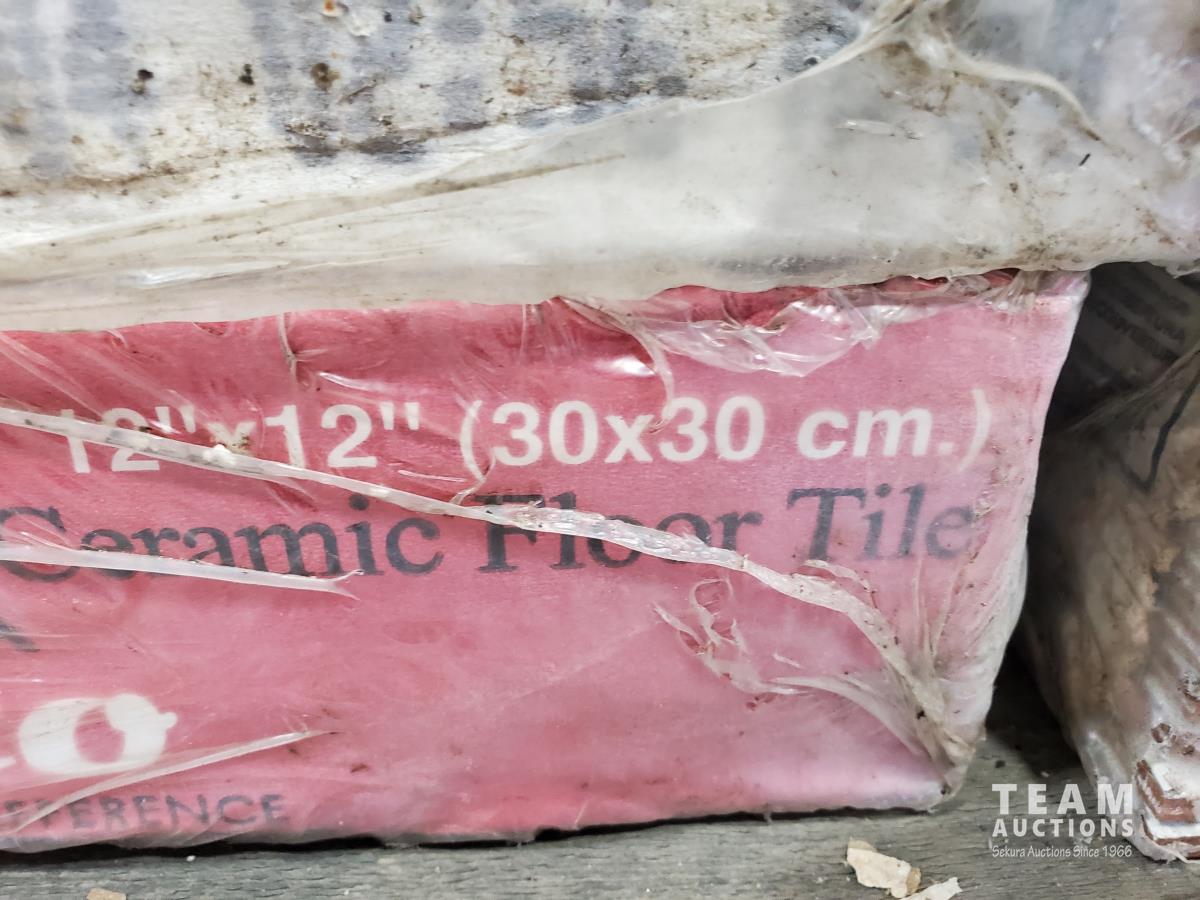 12"x12" (30x30 cm.)
Ceramic Floor Tile
TEAM
AUCTIONS
Sekura Auctions Since 1966